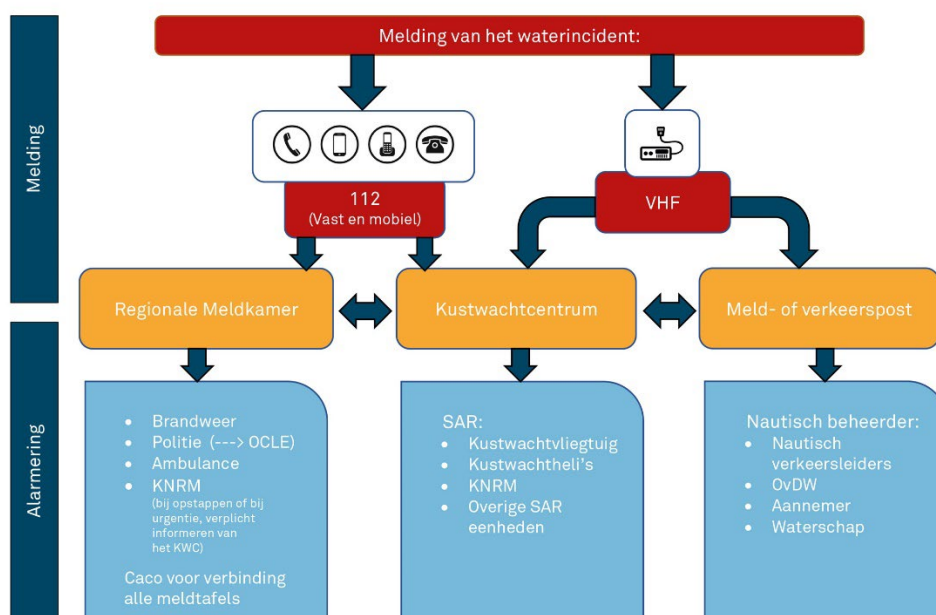 Melding van het waterincident:
Melding
112
(Vast en mobiel)
VHF
Regionale Meldkamer
Kustwachtcentrum
Meld- of verkeerspost
Alarmering
• Brandweer
• Politie (---> OCLE)
• Ambulance
• KNRM
(bij opstappen of bij
urgentie, verplicht
informeren van
het KWC)
Caco voor verbinding
alle meldtafels
SAR:
• Kustwachtvliegtuig
• Kustwachtheli's
• KNRM
• Overige SAR
eenheden
Nautisch beheerder:
• Nautisch
verkeersleiders
• OvDW
• Aannemer
• Waterschap